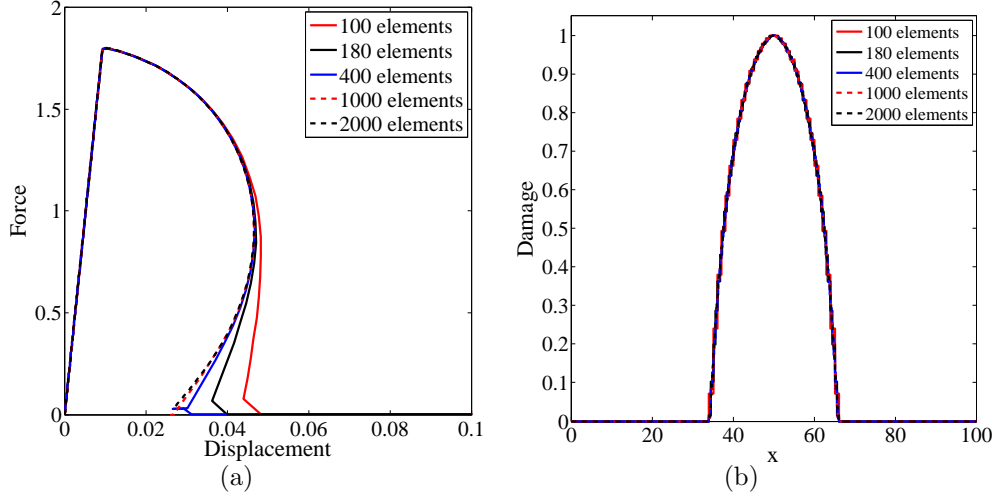 2
1.5
1
0.5
0
Force
0
0.02
0.04
0.06
0.08
0.1
Displacement
100 elements
180 elements
400 elements
1000 elements
2000 elements
(a)
1
0.9
0.8
0.7
0.6
0.5
0.4
0.3
0.2
0.1
0
Damage
0
20
40
60
80
100
x
100 elements
180 elements
400 elements
1000 elements
2000 elements
(b)